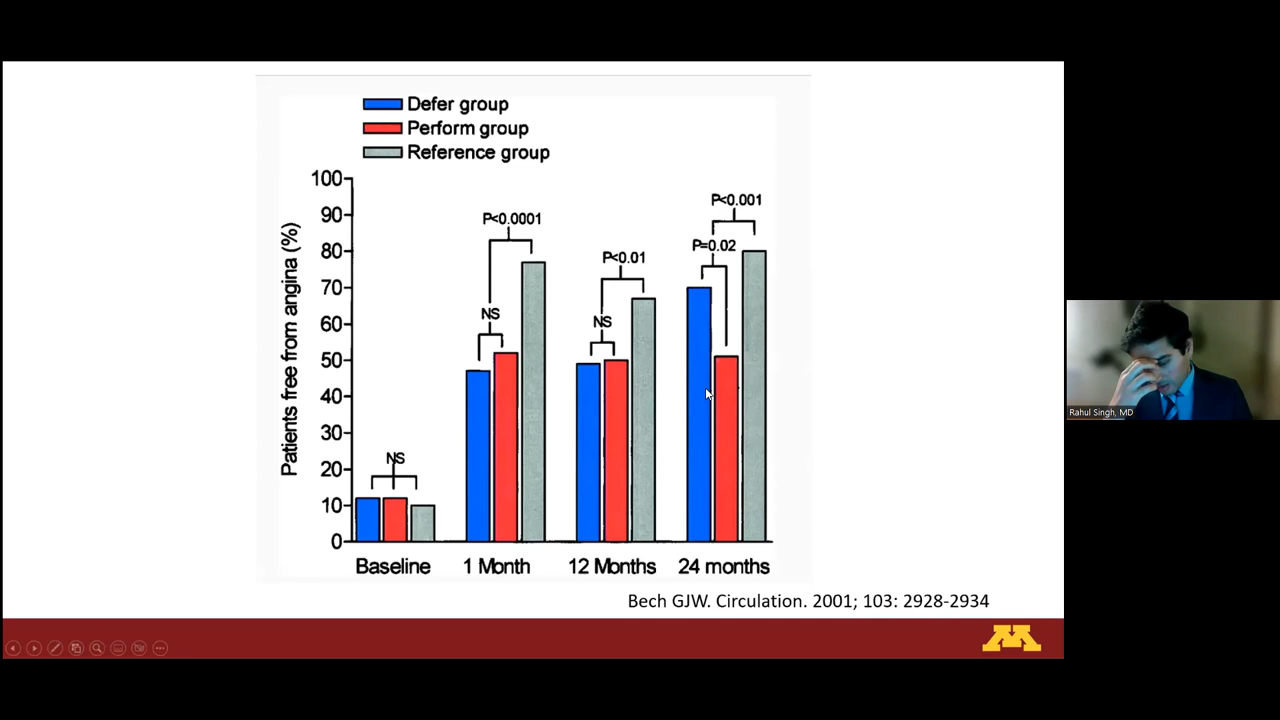 Defer group
Perform group
Reference group
Patients free from angina (%)
100
90
80
70
60
50
40
30
20
10
0
NS
P<0.0001
NS
P<0.01
NS
P<0.001
P=0.02
Baseline
1 Month
12 Months
24 months
Bech GJW. Circulation. 2001; 103: 2928-2934
M
Rahul Singh, MD